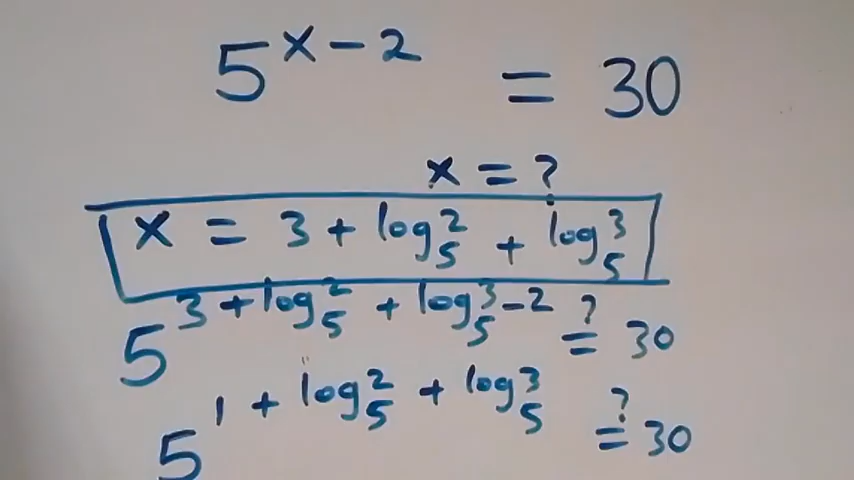 5^{x-2} = 30
x = ?
x = 3 + log_5^2 + log_5^3
5^{3 + log_5^2 + log_5^3 - 2} ?= 30
5^{1 + log_5^2 + log_5^3} ?= 30